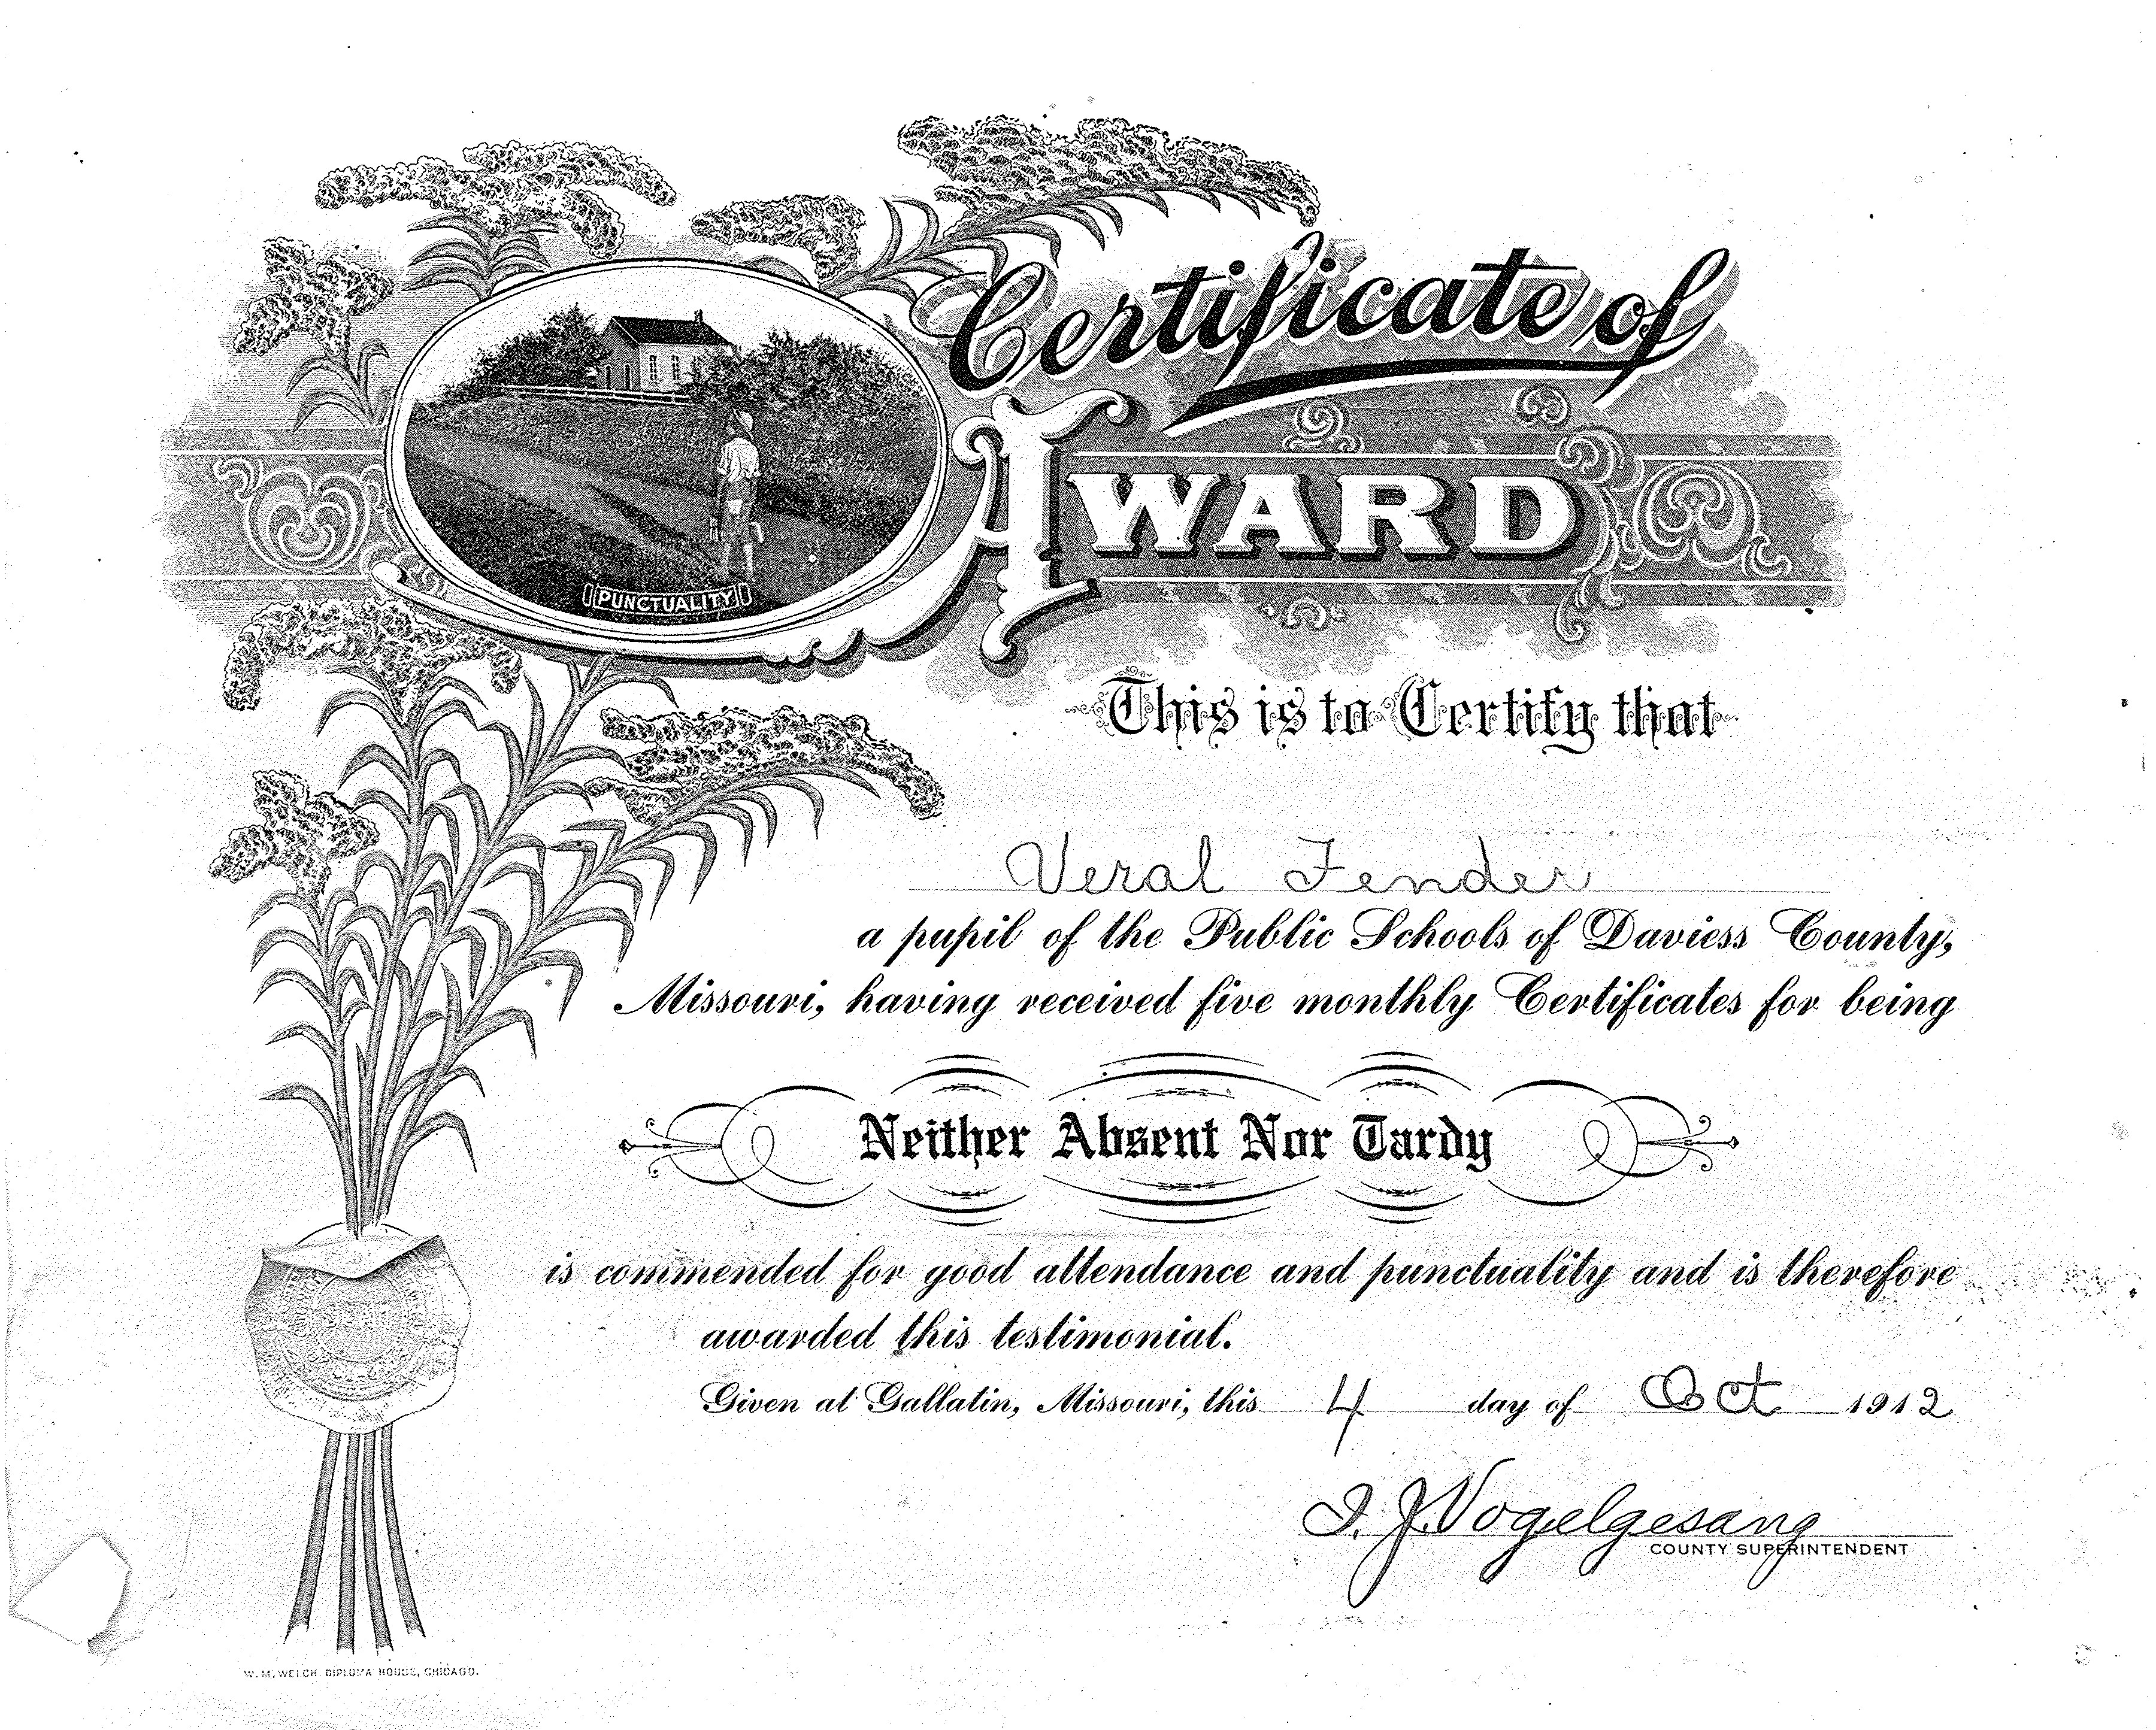 Certificate of
AWARD
PUNCTUALITY
This is to Certify that
Veral Fender
a pupil of the Public Schools of Daviess County,
Missouri, having received five monthly Certificates for being
Neither Absent Nor Tardy
is commended for good attendance and punctuality and is therefore
awarded this testimonial.
Given at Gallatin, Missouri, this 4 day of Oct 1912
I. J. Vogelgesang
COUNTY SUPERINTENDENT
W. M. WELCH DIPLOMA HOUSE, CHICAGO.